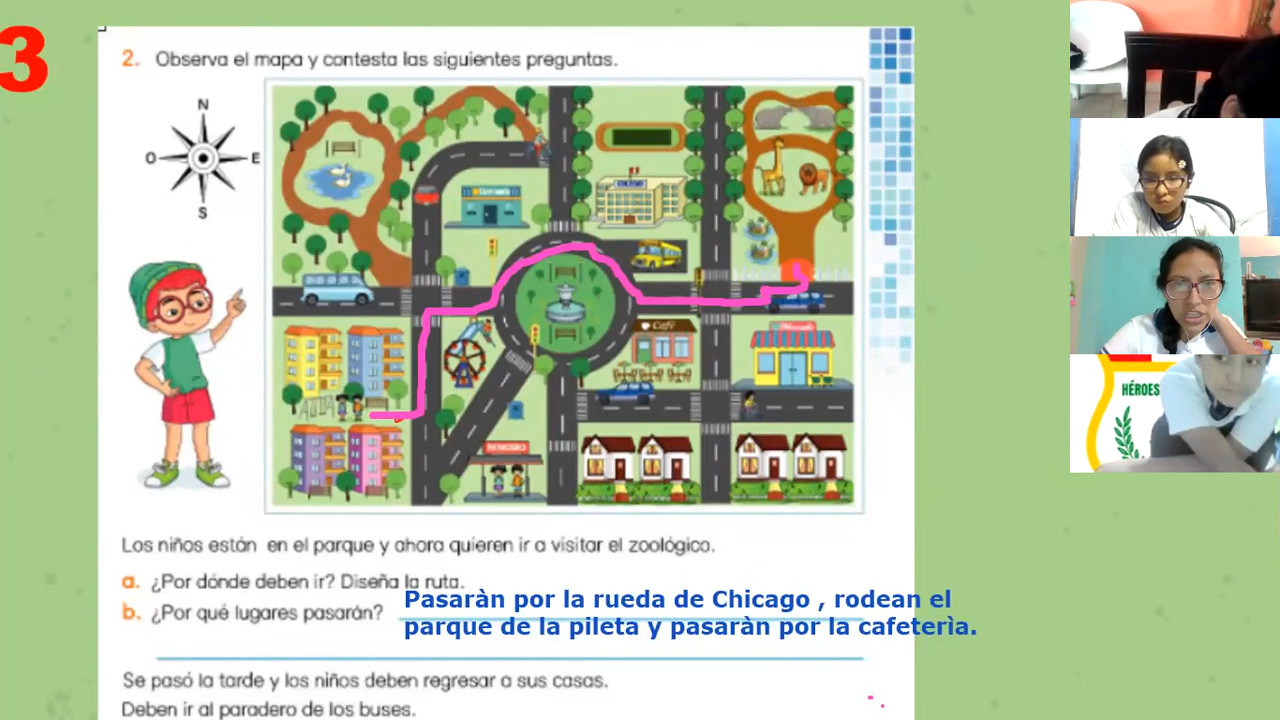 3
2. Observa el mapa y contesta las siguientes preguntas.
N
O E
S
Café
Los niños están en el parque y ahora quieren ir a visitar el zoológico.
a. ¿Por dónde deben ir? Diseña la ruta.
b. ¿Por qué lugares pasarán?
Pasaràn por la rueda de Chicago , rodean el
parque de la pileta y pasaràn por la cafeterìa.
Se pasó la tarde y los niños deben regresar a sus casas.
Deben ir al paradero de los buses.
HÉROES